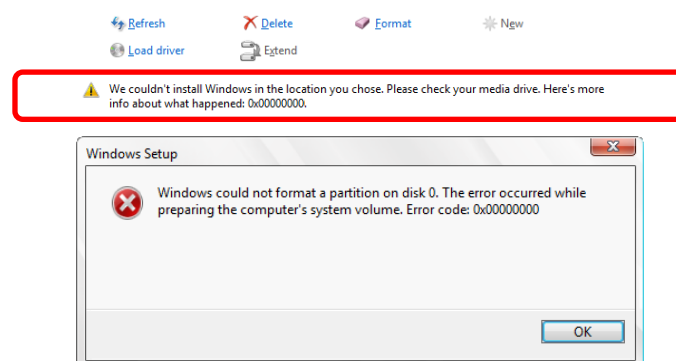 Refresh Delete Format New
Load driver Extend
We couldn't install Windows in the location you chose. Please check your media drive. Here's more
info about what happened: 0x00000000.
Windows Setup
Windows could not format a partition on disk 0. The error occurred while
preparing the computer's system volume. Error code: 0x00000000
OK